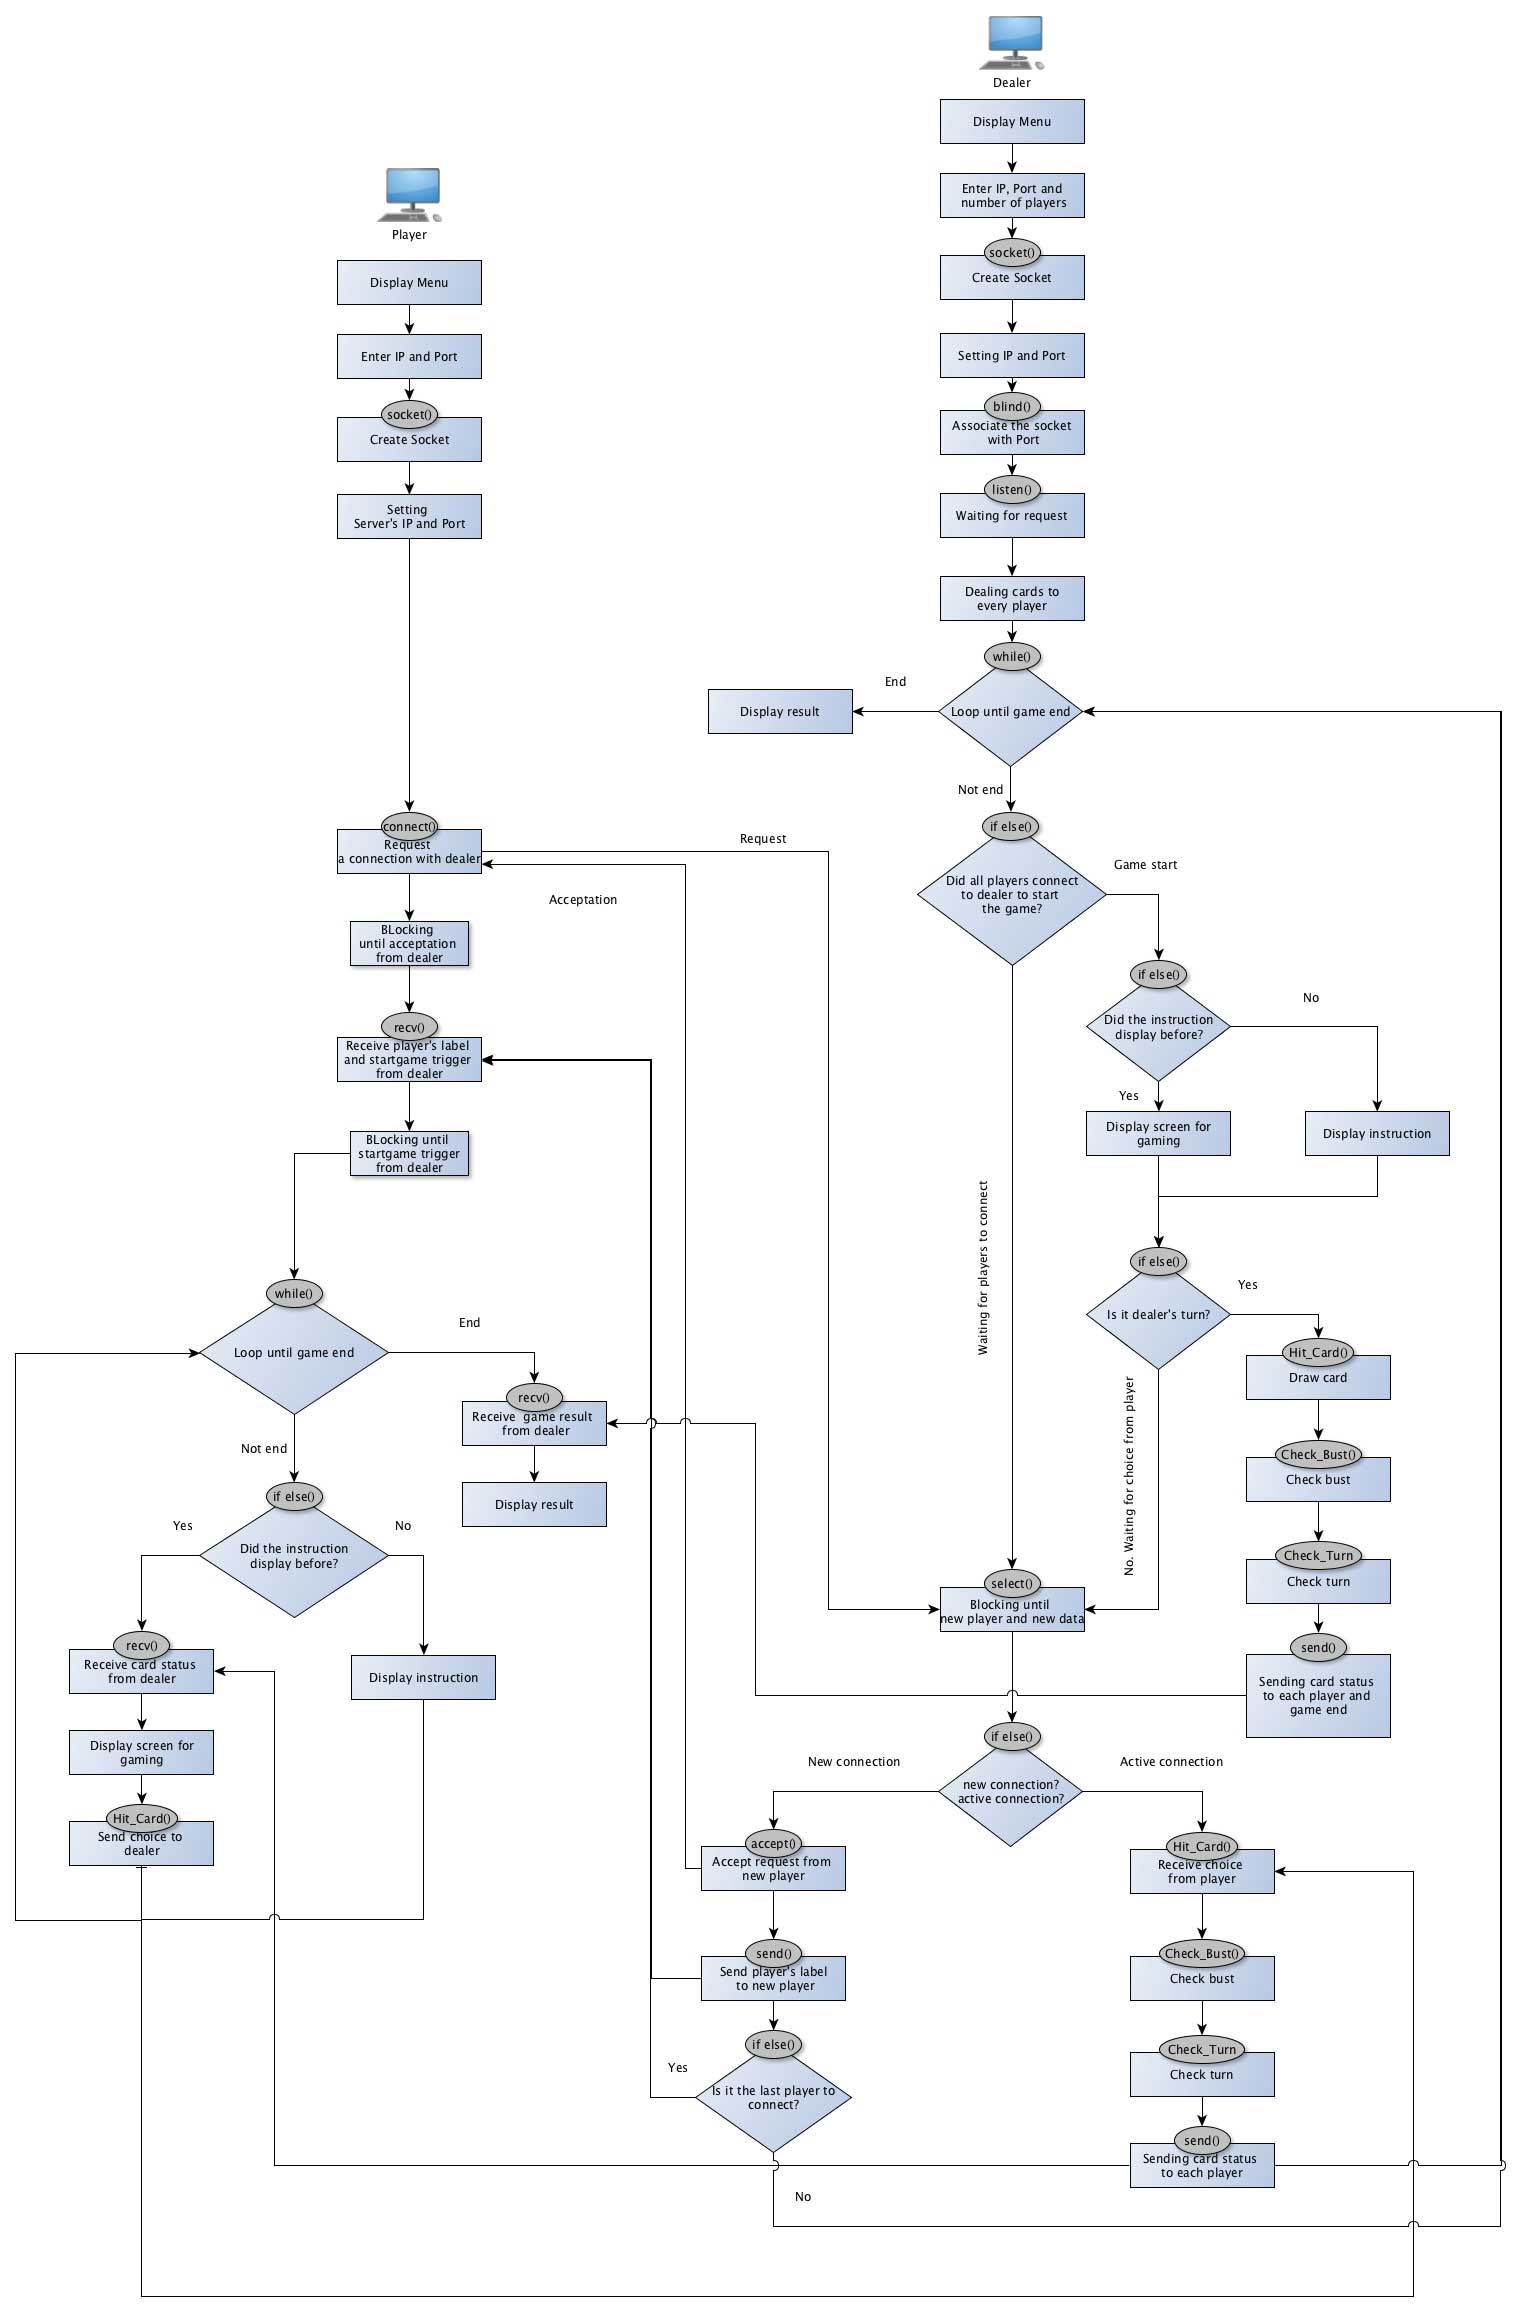 Dealer
Display Menu
Enter IP, Port and
number of players
socket()
Create Socket
Setting IP and Port
blind()
Associate the socket
with Port
listen()
Waiting for request
Dealing cards to
every player
while()
Loop until game end
End
Display result
Not end
if else()
Did all players connect
to dealer to start
the game?
Game start
if else()
Did the instruction
display before?
No
Yes
Display screen for
gaming
Display instruction
Waiting for players to connect
if else()
Is it dealer's turn?
Yes
No. Waiting for choice from player
Hit_Card()
Draw card
Check_Bust()
Check bust
Check_Turn
Check turn
send()
Sending card status
to each player and
game end
select()
Blocking until
new player and new data
if else()
new connection?
active connection?
New connection
Active connection
accept()
Accept request from
new player
send()
Send player's label
to new player
if else()
Is it the last player to
connect?
Yes
No
Hit_Card()
Receive choice
from player
Check_Bust()
Check bust
Check_Turn
Check turn
send()
Sending card status
to each player
Player
Display Menu
Enter IP and Port
socket()
Create Socket
Setting
Server's IP and Port
connect()
Request
a connection with dealer
Request
Acceptation
BLocking
until acceptation
from dealer
recv()
Receive player's label
and startgame trigger
from dealer
BLocking until
startgame trigger
from dealer
while()
Loop until game end
End
recv()
Receive game result
from dealer
Display result
Not end
if else()
Did the instruction
display before?
Yes
No
recv()
Receive card status
from dealer
Display instruction
Display screen for
gaming
Hit_Card()
Send choice to
dealer